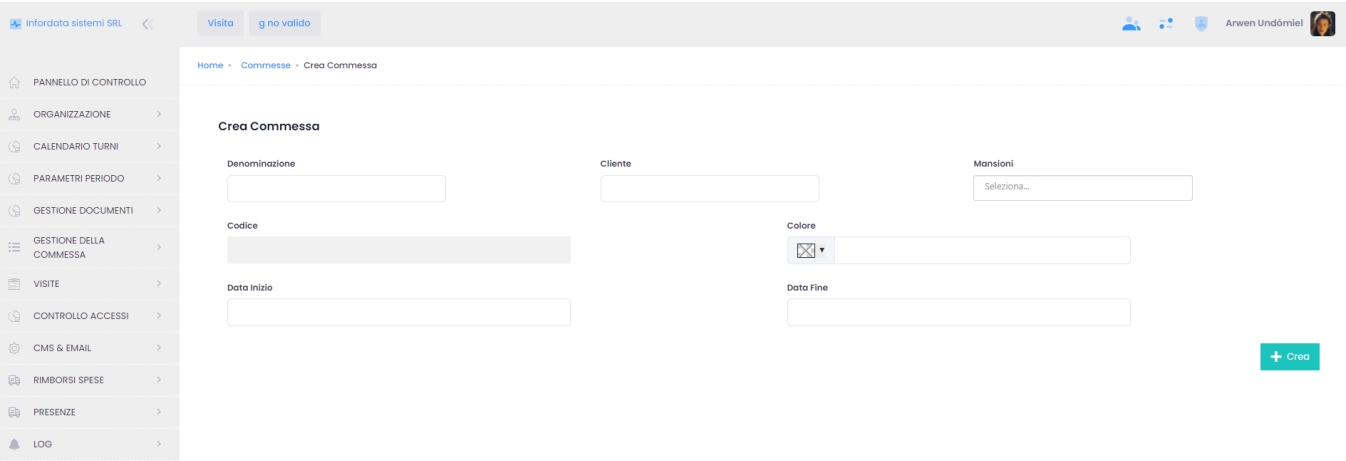 Infordata sistemi SRL
Visita
g no valido
Arwen Undómiel
Home • Commesse • Crea Commessa
PANNELLO DI CONTROLLO
ORGANIZZAZIONE
CALENDARIO TURNI
PARAMETRI PERIODO
GESTIONE DOCUMENTI
GESTIONE DELLA
COMMESSA
VISITE
CONTROLLO ACCESSI
CMS & EMAIL
RIMBORSI SPESE
PRESENZE
LOG
Crea Commessa
Denominazione
Cliente
Mansioni
Seleziona...
Codice
Colore
Data Inizio
Data Fine
+ Crea